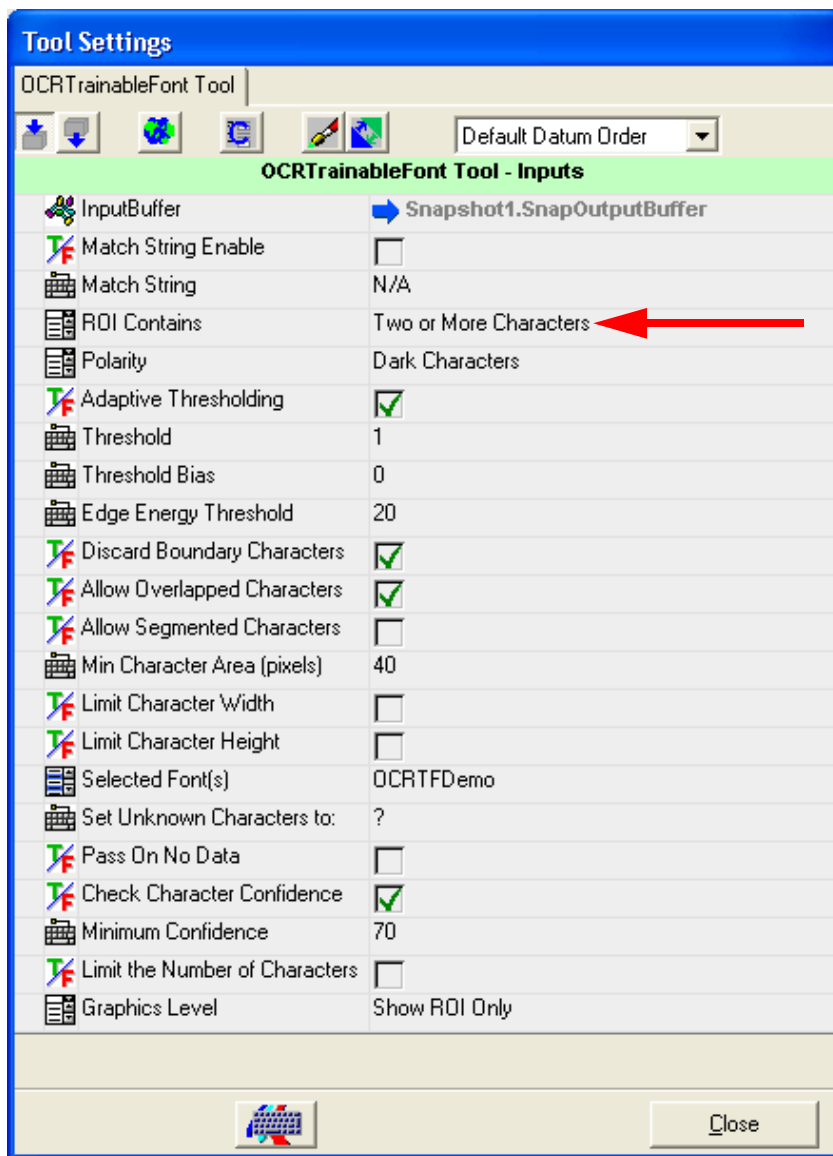 Tool Settings
OCRTrainableFont Tool
Default Datum Order
OCRTrainableFont Tool - Inputs
InputBuffer Snapshot1.SnapOutputBuffer
Match String Enable
Match String N/A
ROI Contains Two or More Characters
Polarity Dark Characters
Adaptive Thresholding
Threshold 1
Threshold Bias 0
Edge Energy Threshold 20
Discard Boundary Characters
Allow Overlapped Characters
Allow Segmented Characters
Min Character Area (pixels) 40
Limit Character Width
Limit Character Height
Selected Font(s) OCRTFDemo
Set Unknown Characters to: ?
Pass On No Data
Check Character Confidence
Minimum Confidence 70
Limit the Number of Characters
Graphics Level Show ROI Only
Close